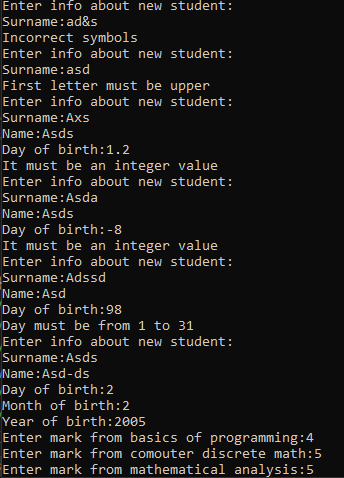 Enter info about new student:
Surname:ad&s
Incorrect symbols
Enter info about new student:
Surname:asd
First letter must be upper
Enter info about new student:
Surname:Axs
Name:Asds
Day of birth:1.2
It must be an integer value
Enter info about new student:
Surname:Asda
Name:Asds
Day of birth:-8
It must be an integer value
Enter info about new student:
Surname:Adssd
Name:Asd
Day of birth:98
Day must be from 1 to 31
Enter info about new student:
Surname:Asds
Name:Asd-ds
Day of birth:2
Month of birth:2
Year of birth:2005
Enter mark from basics of programming:4
Enter mark from comouter discrete math:5
Enter mark from mathematical analysis:5